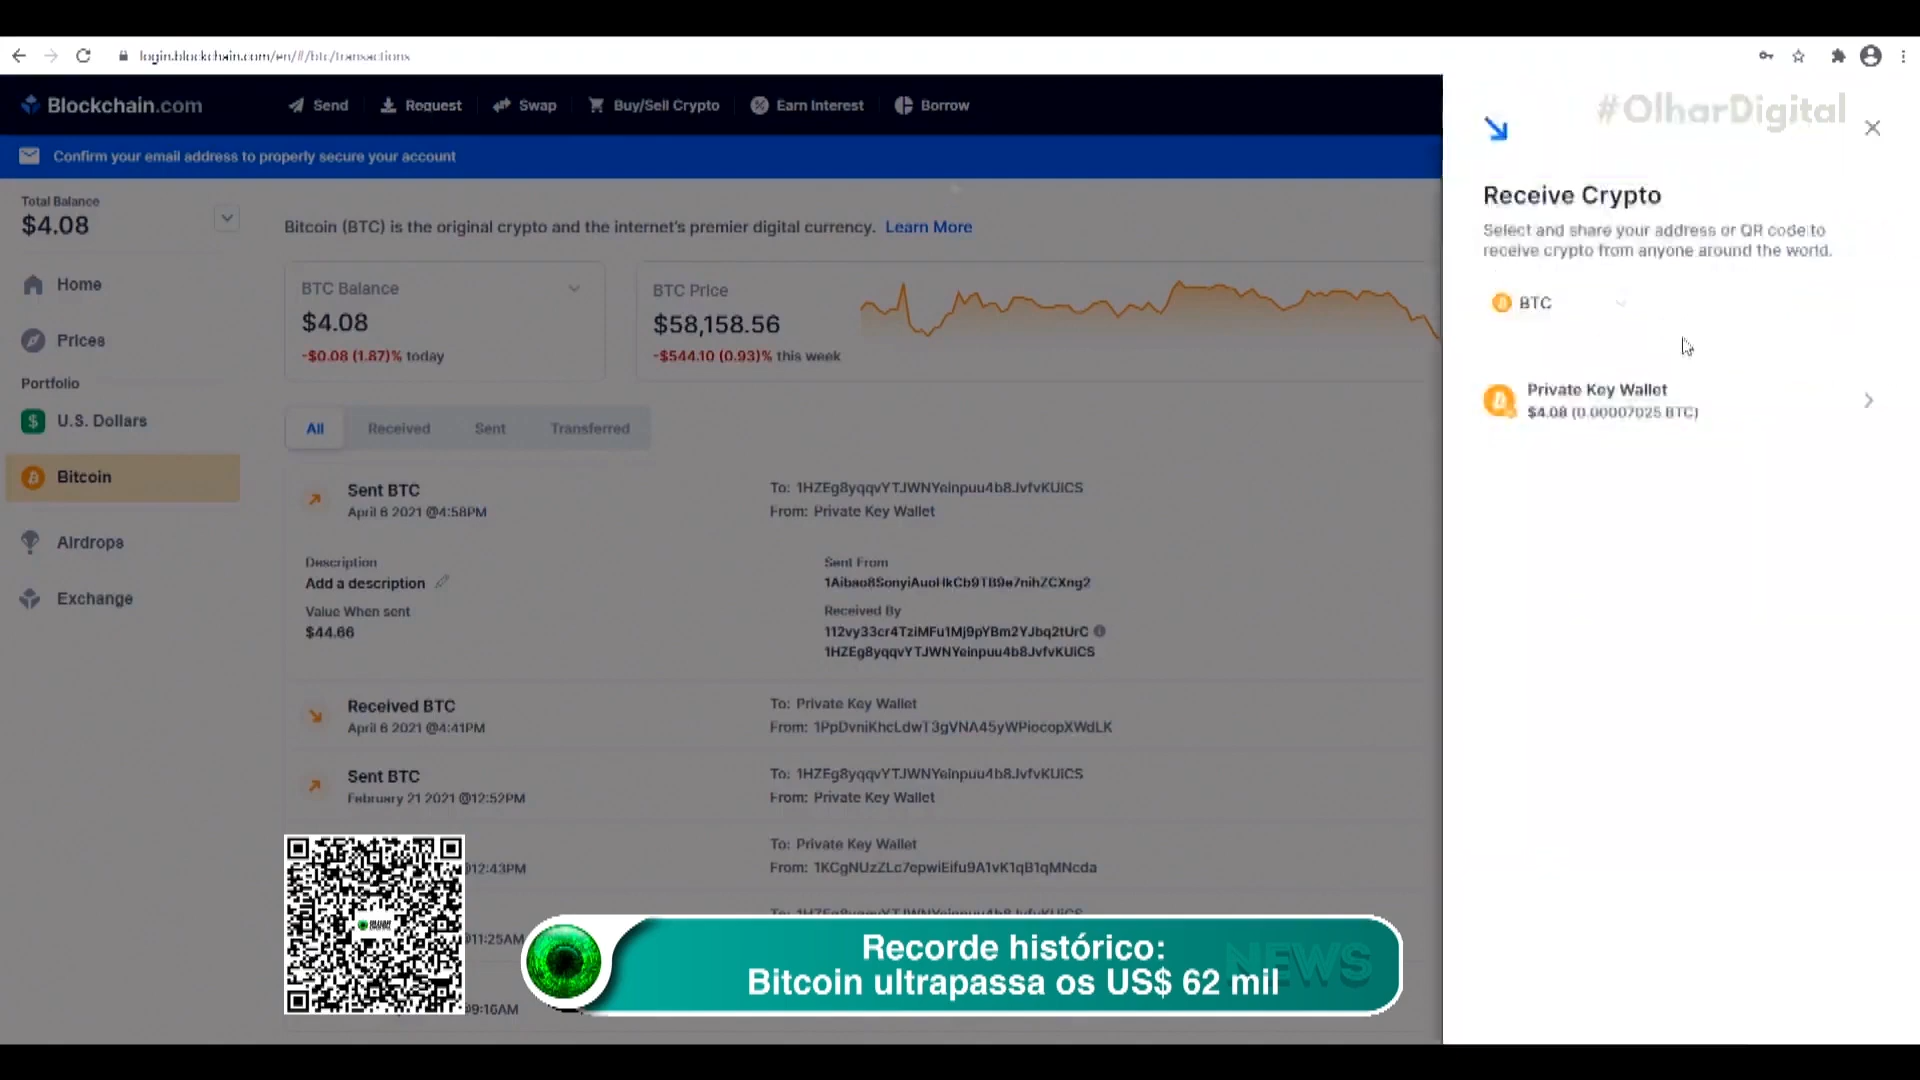 login.blockchain.com/en/#/btc/transactions
Blockchain.com
Send
Request
Swap
Buy/Sell Crypto
Earn Interest
Borrow
#OlharDigital
Confirm your email address to properly secure your account
Total Balance
$4.08
Home
Prices
Portfolio
U.S. Dollars
Bitcoin
Airdrops
Exchange
Bitcoin (BTC) is the original crypto and the internet's premier digital currency. Learn More
BTC Balance
$4.08
-$0.08 (1.87)% today
BTC Price
$58,158.56
-$544.10 (0.93)% this week
All
Received
Sent
Transferred
Sent BTC
April 6 2021 @4:58PM
To: 1HZEg8yqqvYTJWNYeinpuu4b8JvfvKUiCS
From: Private Key Wallet
Description
Add a description
Value When sent
$44.66
Sent From
Received By
112vy33cr4TziMFu1Mj9pYBm2YJbq2tUrC
1HZEg8yqqvYTJWNYeinpuu4b8JvfvKUiCS
Received BTC
April 6 2021 @4:41PM
To: Private Key Wallet
From: 1PpDvniKhcLdwT3gVNA45yWPiocopXWdLK
Sent BTC
February 21 2021 @12:52PM
To: 1HZEg8yqqvYTJWNYeinpuu4b8JvfvKUiCS
From: Private Key Wallet
12:43PM
To: Private Key Wallet
From: 1KCgNUzZLc7epwiEifu9A1vK1qB1qMNcda
11:25AM
9:16AM
Receive Crypto
Select and share your address or QR code to
receive crypto from anyone around the world.
BTC
Private Key Wallet
$4.08 (0.00007025 BTC)
Recorde histórico:
Bitcoin ultrapassa os US$ 62 mil
NEWS